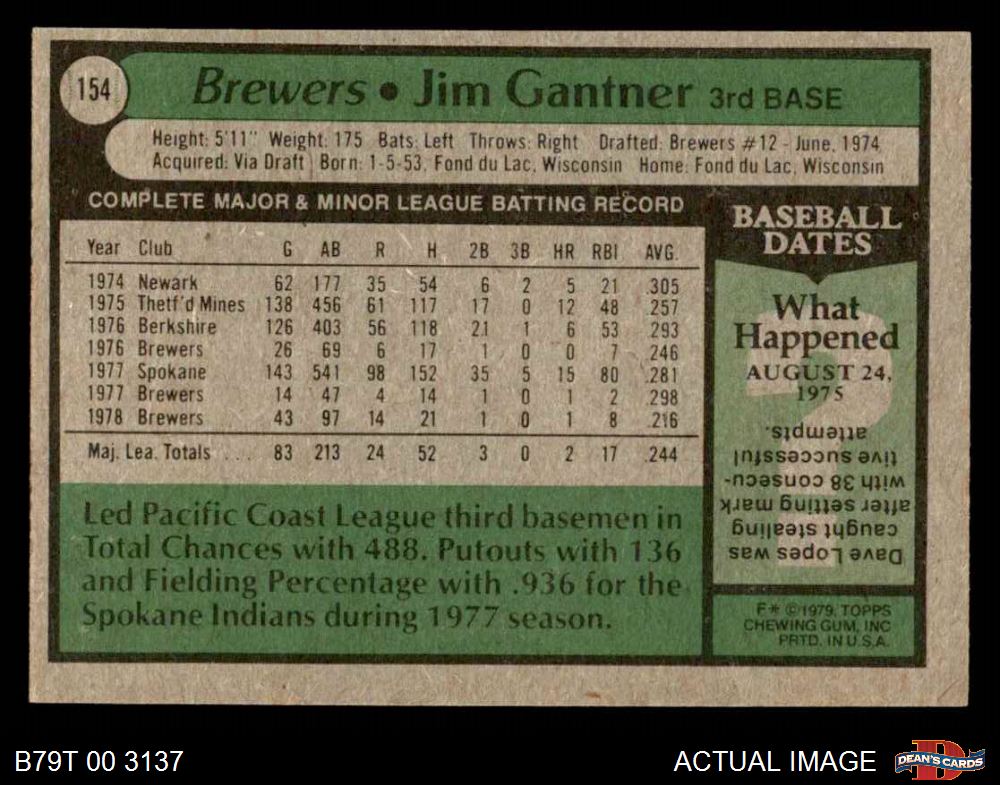 154
Brewers • Jim Gantner 3rd BASE
Height: 5'11" Weight: 175 Bats: Left Throws: Right Drafted: Brewers #12 - June, 1974
Acquired: Via Draft Born: 1-5-53, Fond du Lac, Wisconsin Home: Fond du Lac, Wisconsin
COMPLETE MAJOR & MINOR LEAGUE BATTING RECORD
Year Club G AB R H 2B 3B HR RBI AVG.
1974 Newark 62 177 35 54 6 2 5 21 .305
1975 Thetf'd Mines 138 456 61 117 17 0 12 48 .257
1976 Berkshire 126 403 56 118 21 1 6 53 .293
1976 Brewers 26 69 6 17 1 0 0 7 .246
1977 Spokane 143 541 98 152 35 5 15 80 .281
1977 Brewers 14 47 4 14 1 0 1 2 .298
1978 Brewers 43 97 14 21 1 0 1 8 .216
Maj. Lea. Totals . . . 83 213 24 52 3 0 2 17 .244
Led Pacific Coast League third basemen in
Total Chances with 488. Putouts with 136
and Fielding Percentage with .936 for the
Spokane Indians during 1977 season.
BASEBALL
DATES
What
Happened
AUGUST 24,
1975
?
Dave Lopes was
caught stealing
after setting mark
with 38 consecu-
tive successful
attempts.
F* © 1979, TOPPS
CHEWING GUM, INC
PRTD. IN U.S.A.
B79T 00 3137
ACTUAL IMAGE
D
DEAN'S CARDS